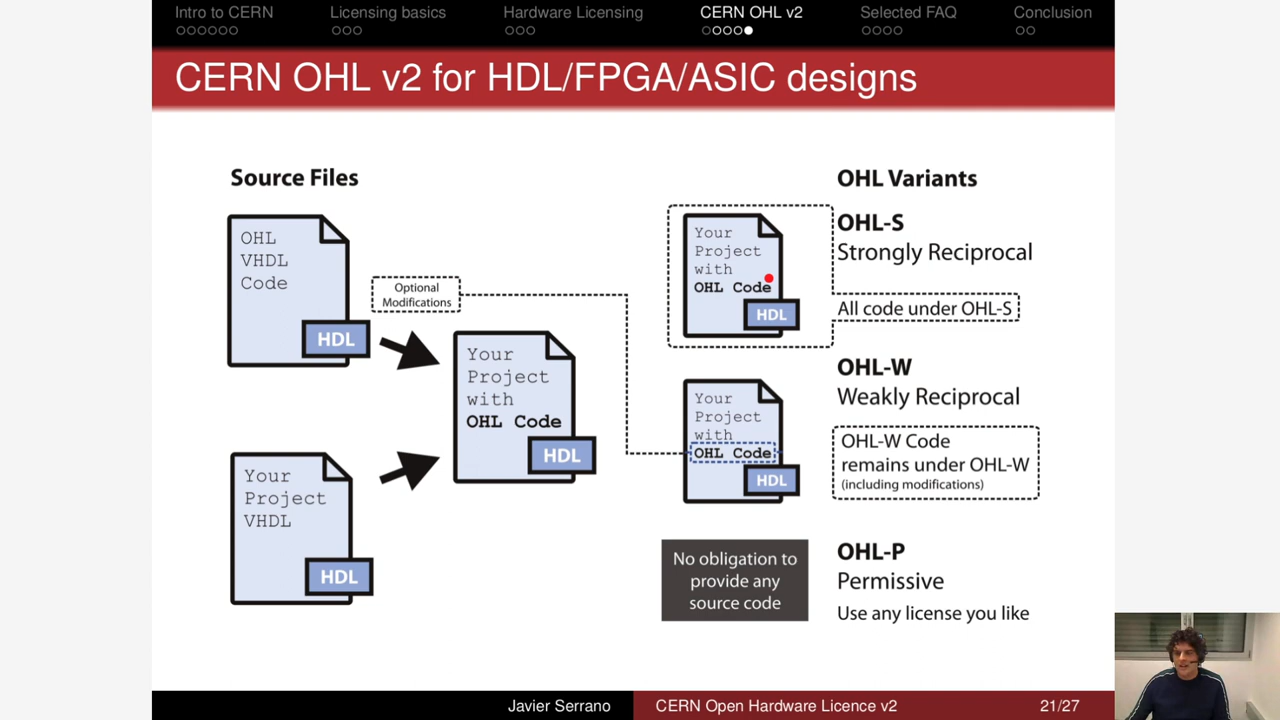 Intro to CERN
Licensing basics
Hardware Licensing
CERN OHL v2
Selected FAQ
Conclusion
CERN OHL v2 for HDL/FPGA/ASIC designs
Source Files
OHL
VHDL
Code
HDL
Optional
Modifications
Your
Project
VHDL
HDL
Your
Project
with
OHL Code
HDL
OHL Variants
Your
Project
with
OHL Code
HDL
OHL-S
Strongly Reciprocal
All code under OHL-S
Your
Project
with
OHL Code
HDL
OHL-W
Weakly Reciprocal
OHL-W Code
remains under OHL-W
(including modifications)
No obligation to
provide any
source code
OHL-P
Permissive
Use any license you like
Javier Serrano
CERN Open Hardware Licence v2
21/27